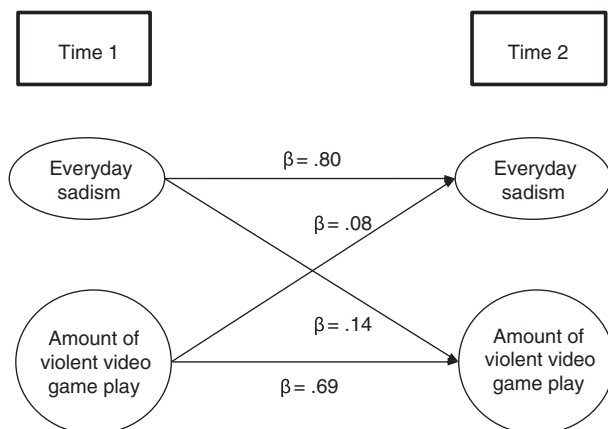 Time 1
Time 2
Everyday
sadism
β = .80
Everyday
sadism
β = .08
Amount of
violent video
game play
β = .14
Amount of
violent video
game play
β = .69